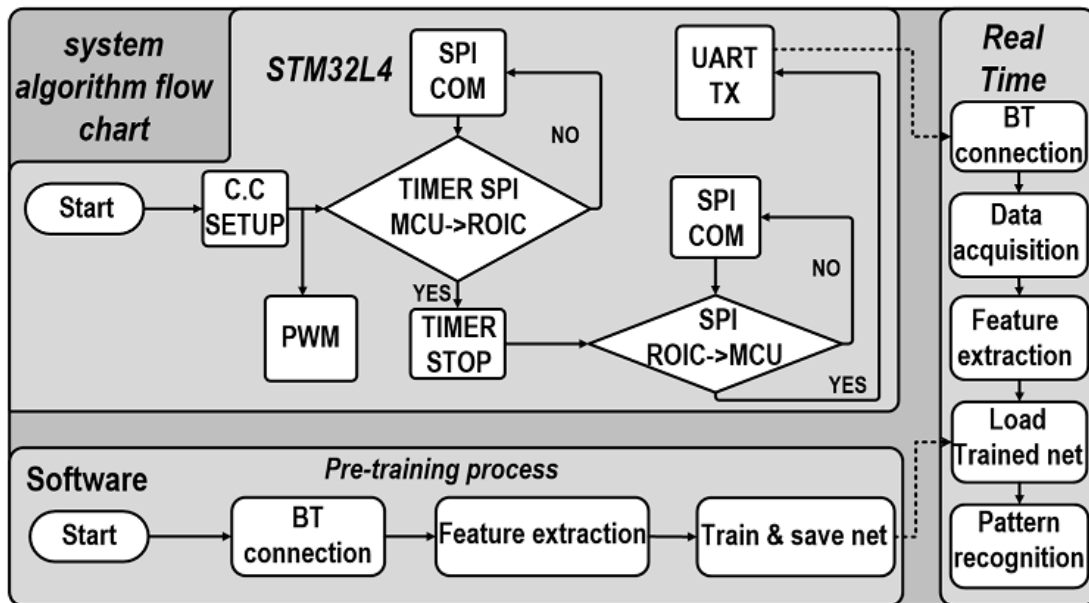 system
algorithm flow
chart
STM32L4
SPI
COM
NO
UART
TX
Start
C.C
SETUP
TIMER SPI
MCU->ROIC
PWM
YES
TIMER
STOP
SPI
COM
NO
SPI
ROIC->MCU
YES
Real
Time
BT
connection
Data
acquisition
Feature
extraction
Load
Trained net
Pattern
recognition
Software
Pre-training process
Start
BT
connection
Feature extraction
Train & save net